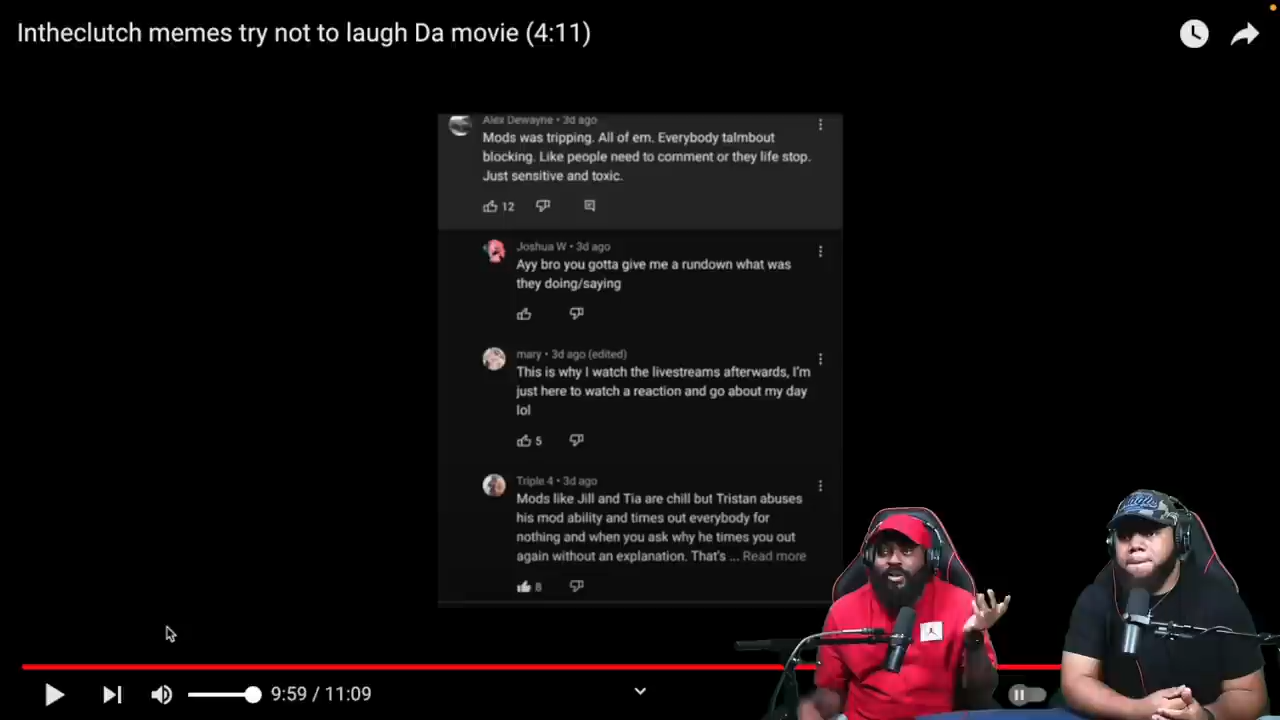 Intheclutch memes try not to laugh Da movie (4:11)
Alex Dewayne • 3d ago
Mods was tripping. All of em. Everybody talmbout
blocking. Like people need to comment or they life stop.
Just sensitive and toxic.
12
Joshua W • 3d ago
Ayy bro you gotta give me a rundown what was
they doing/saying
mary • 3d ago (edited)
This is why I watch the livestreams afterwards, I'm
just here to watch a reaction and go about my day
lol
5
Triple 4 • 3d ago
Mods like Jill and Tia are chill but Tristan abuses
his mod ability and times out everybody for
nothing and when you ask why he times you out
again without an explanation. That's ... Read more
8
9:59 / 11:09